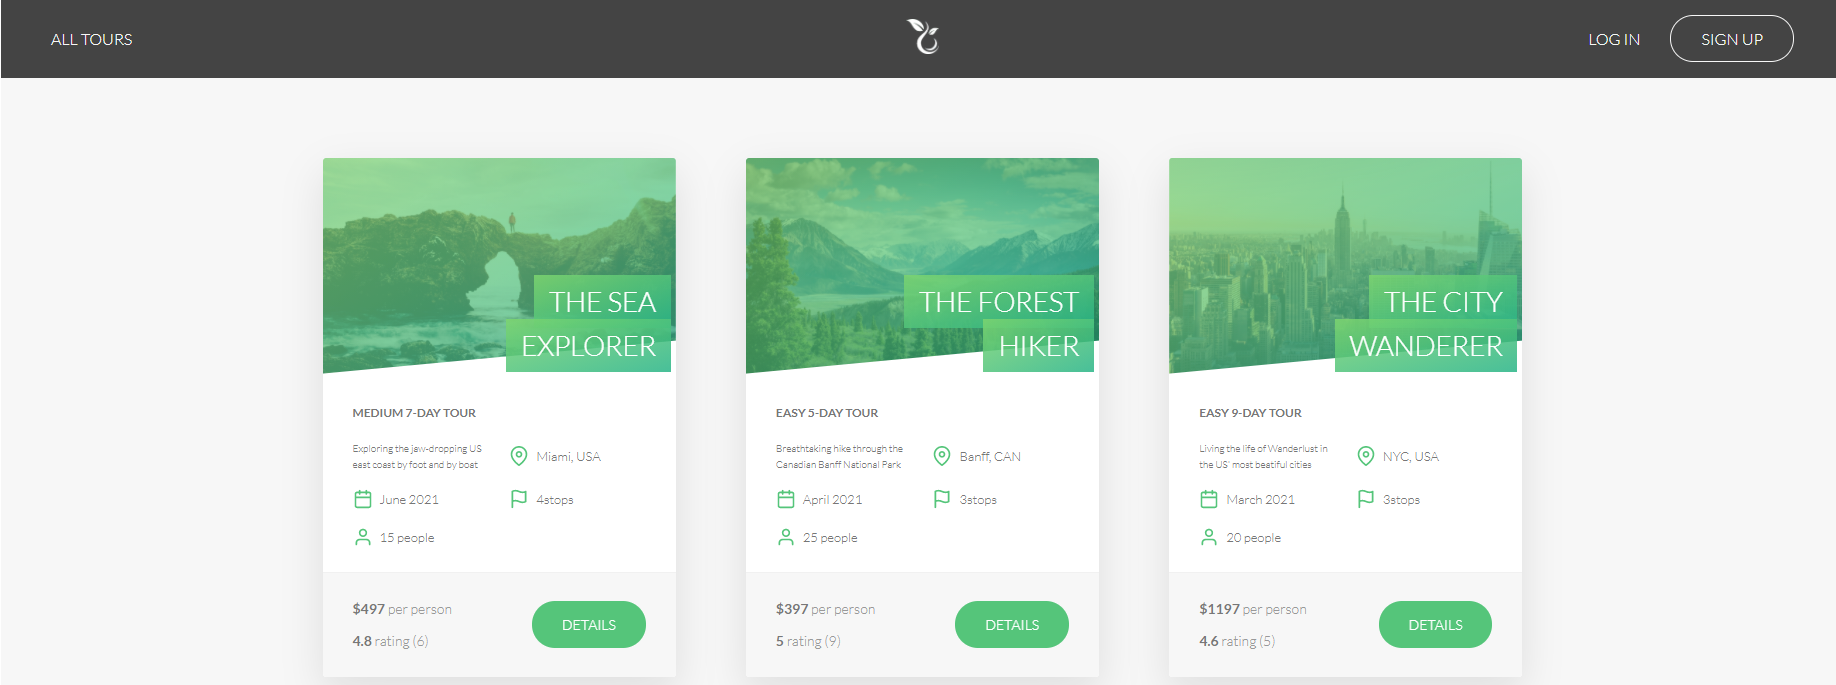 ALL TOURS
LOG IN
SIGN UP
THE SEA
EXPLORER
MEDIUM 7-DAY TOUR
Exploring the jaw-dropping US
east coast by foot and by boat
Miami, USA
June 2021
4stops
15 people
$497 per person
4.8 rating (6)
DETAILS
THE FOREST
HIKER
EASY 5-DAY TOUR
Breathtaking hike through the
Canadian Banff National Park
Banff, CAN
April 2021
3stops
25 people
$397 per person
5 rating (9)
DETAILS
THE CITY
WANDERER
EASY 9-DAY TOUR
Living the life of Wanderlust in
the US' most beatiful cities
NYC, USA
March 2021
3stops
20 people
$1197 per person
4.6 rating (5)
DETAILS